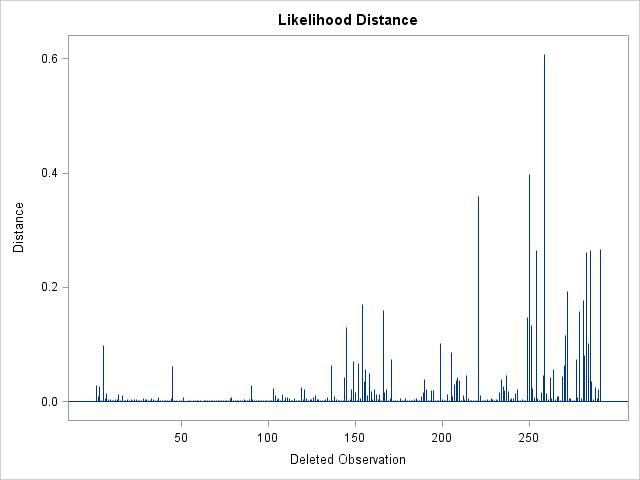 Likelihood Distance
0.6
0.4
0.2
0.0
Distance
50 100 150 200 250
Deleted Observation